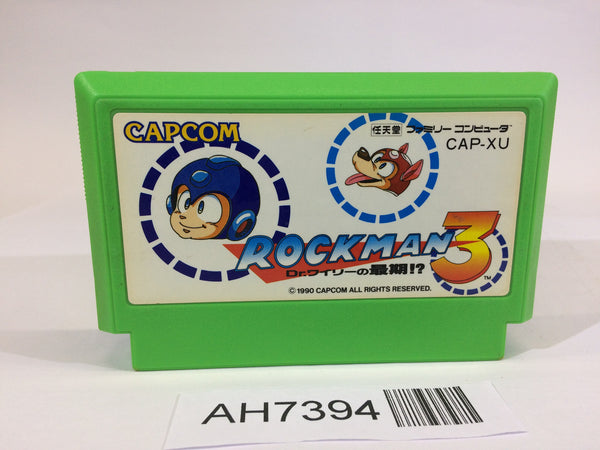 CAPCOM
任天堂 ファミリー コンピュータ
CAP-XU
ROCKMAN 3
Dr.ワイリーの最期!?
TM
© 1990 CAPCOM ALL RIGHTS RESERVED.
AH7394